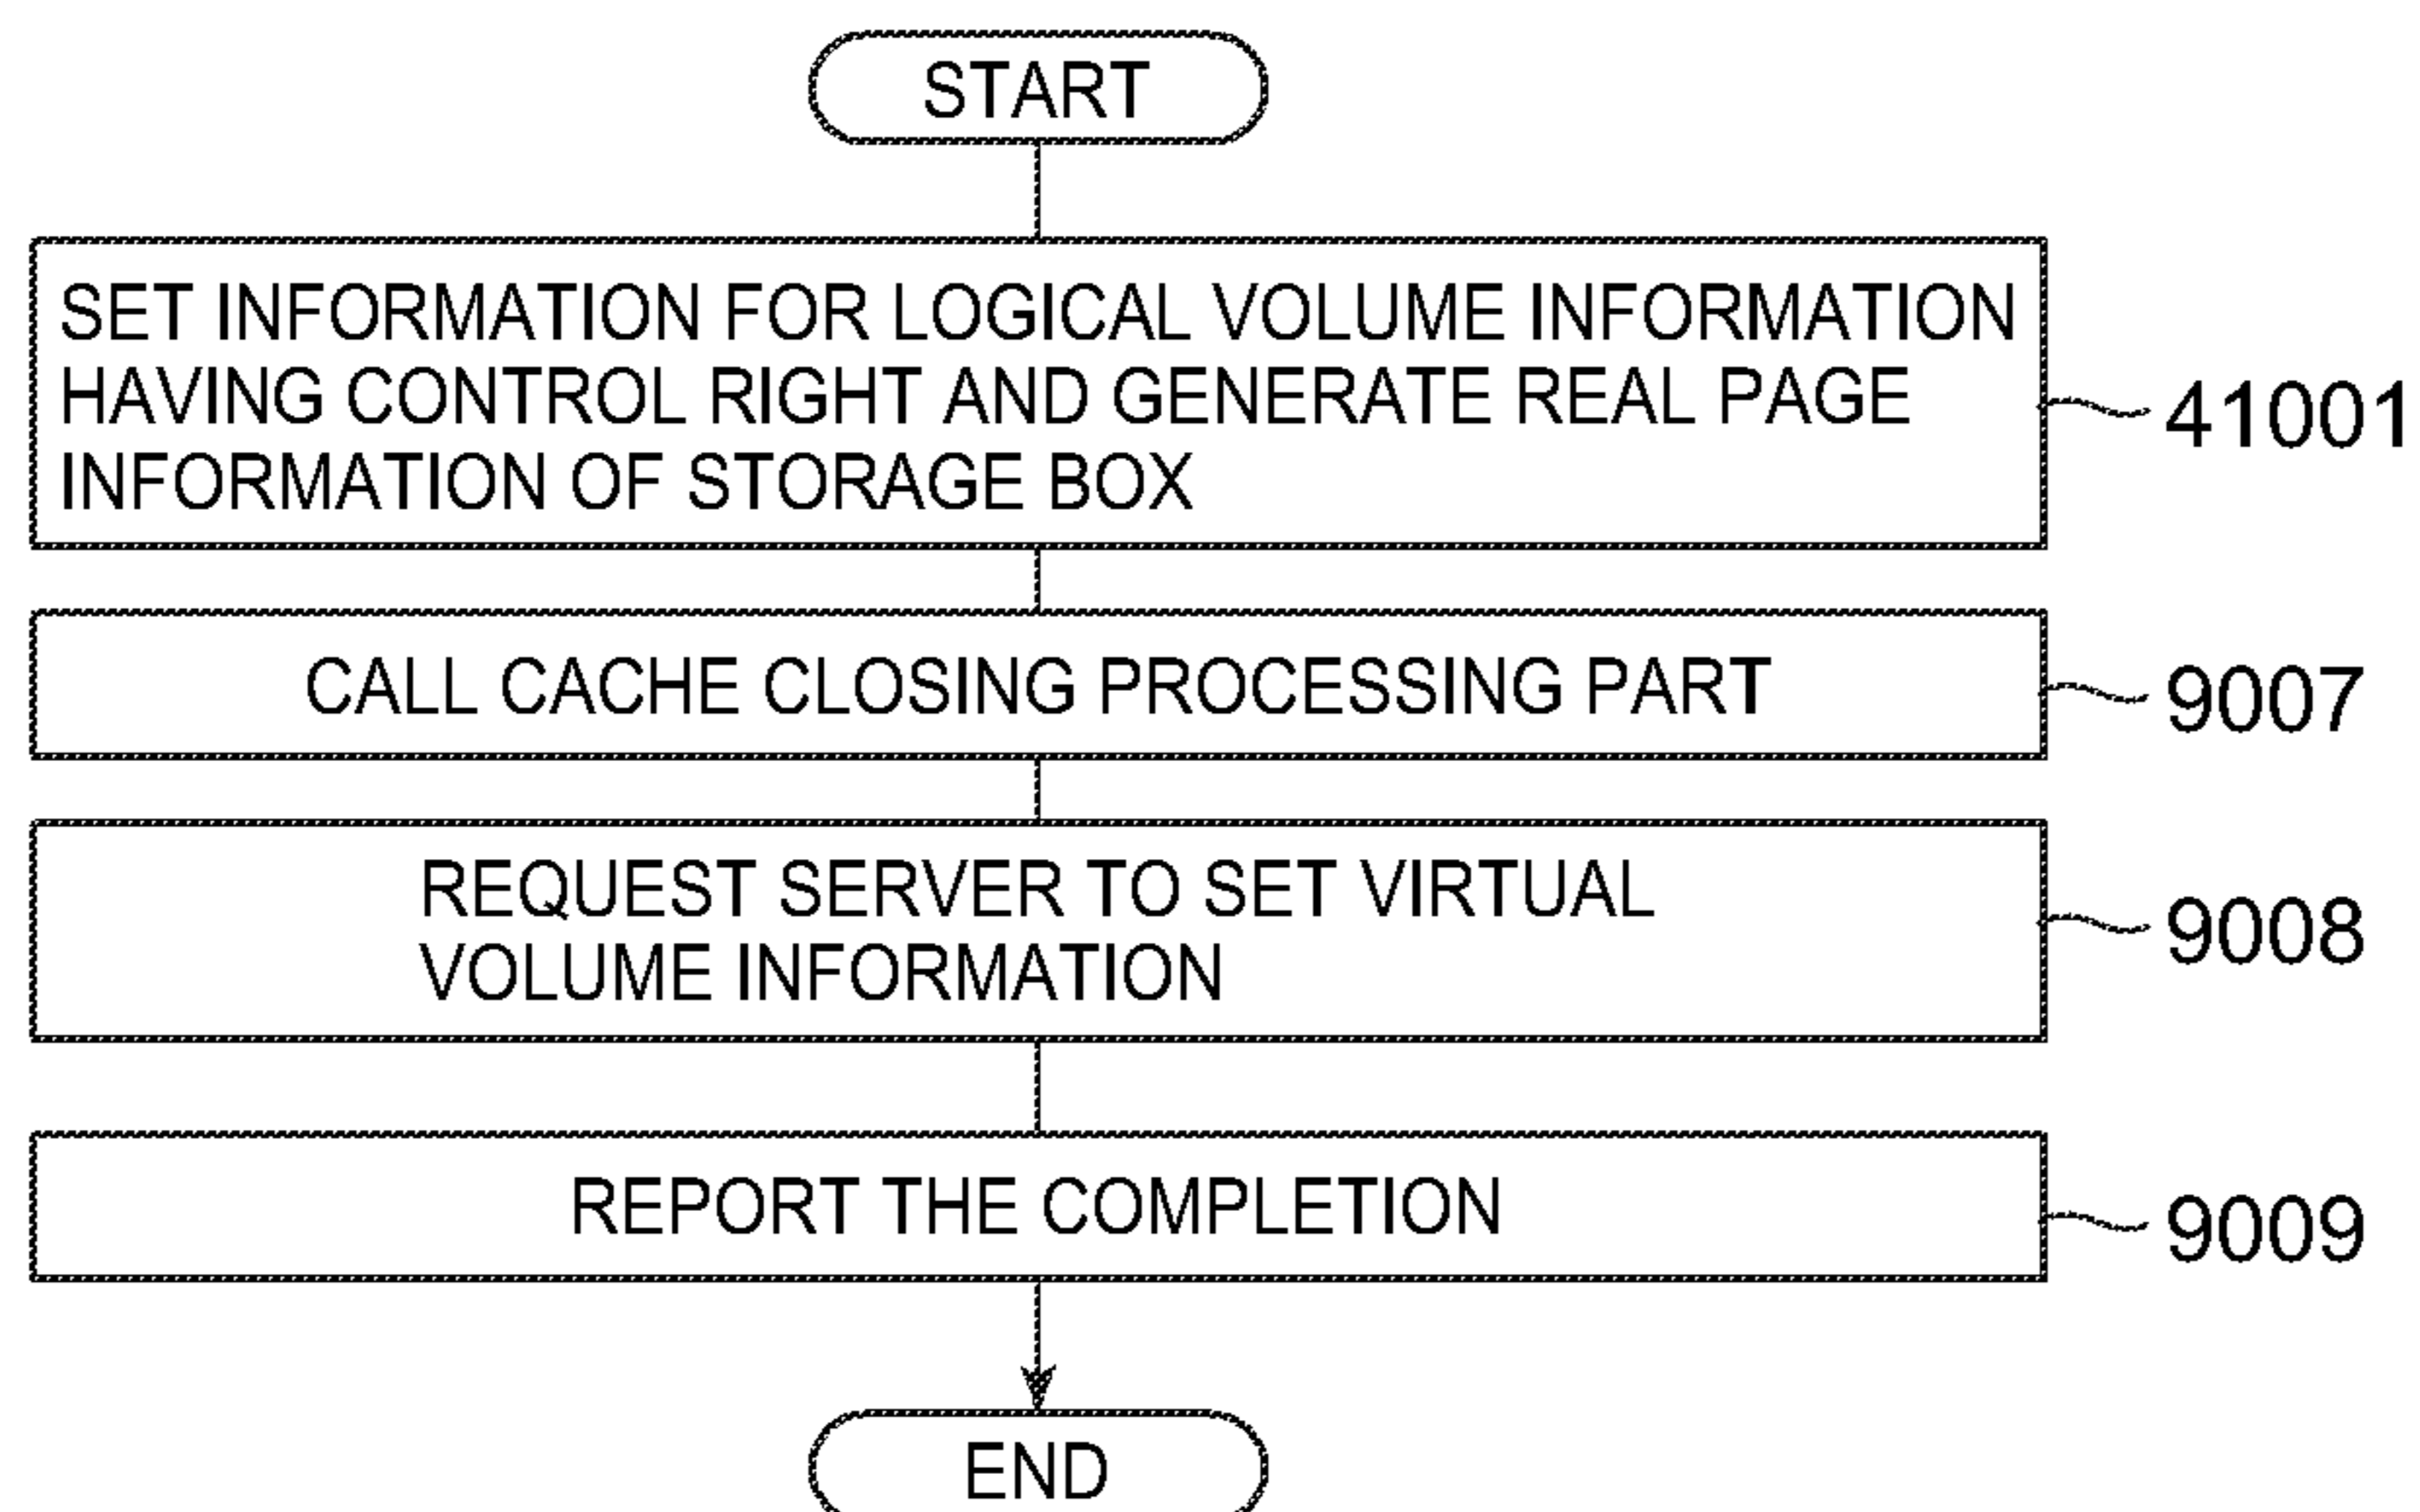 START
SET INFORMATION FOR LOGICAL VOLUME INFORMATION
HAVING CONTROL RIGHT AND GENERATE REAL PAGE
INFORMATION OF STORAGE BOX
41001
CALL CACHE CLOSING PROCESSING PART
9007
REQUEST SERVER TO SET VIRTUAL
VOLUME INFORMATION
9008
REPORT THE COMPLETION
9009
END